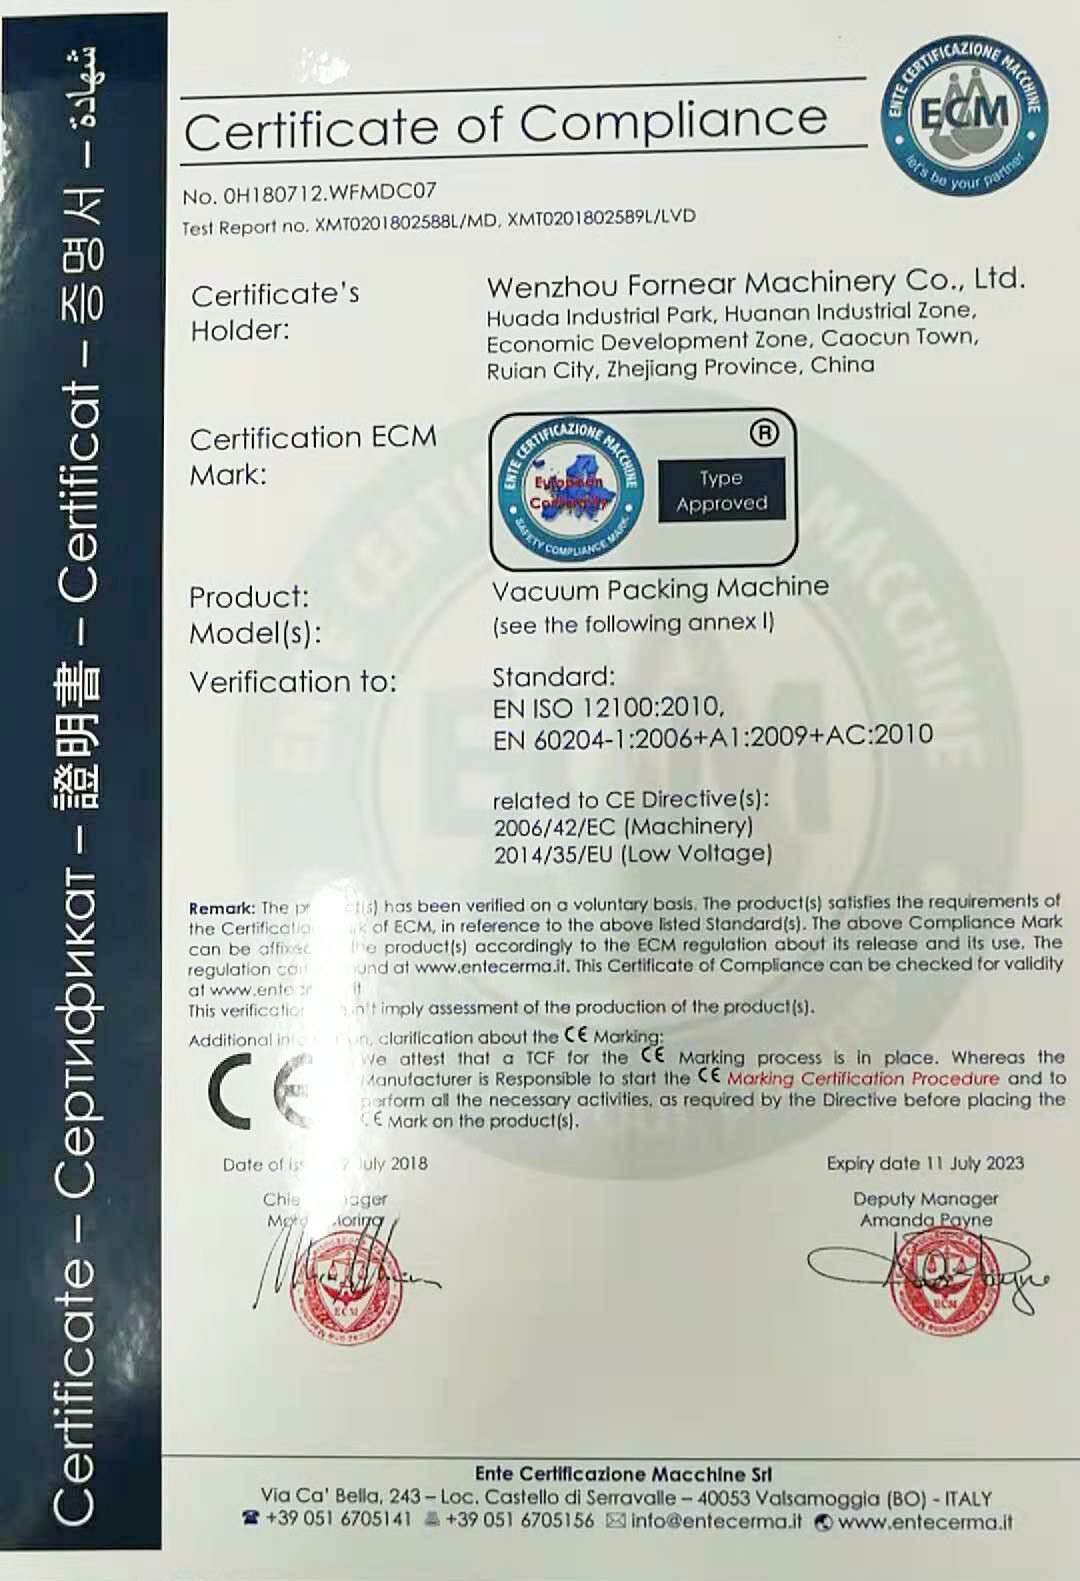 Certificate – Сертификат – 證明書 – Certificat – 증명서 – شهادة
ENTE CERTIFICAZIONE MACCHINE
ECM
let's be your partner
Certificate of Compliance
No. 0H180712.WFMDC07
Test Report no. XMT0201802588L/MD, XMT0201802589L/LVD
Certificate's
Holder:
Wenzhou Fornear Machinery Co., Ltd.
Huada Industrial Park, Huanan Industrial Zone,
Economic Development Zone, Caocun Town,
Ruian City, Zhejiang Province, China
Certification ECM
Mark:
ENTE CERTIFICAZIONE MACCHINE
European
Conformity
SAFETY COMPLIANCE MARK
®
Type
Approved
Product:
Vacuum Packing Machine
Model(s):
(see the following annex I)
Verification to:
Standard:
EN ISO 12100:2010,
EN 60204-1:2006+A1:2009+AC:2010
related to CE Directive(s):
2006/42/EC (Machinery)
2014/35/EU (Low Voltage)
Remark: The has been verified on a voluntary basis. The product(s) satisfies the requirements of
the of ECM, in reference to the above listed Standard(s). The above Compliance Mark
can be product(s) accordingly to the ECM regulation about its release and its use. The
regulation at www.entecerma.it. This Certificate of Compliance can be checked for validity
at
This imply assessment of the production of the product(s).
Additional clarification about the CE Marking:
CE
We attest that a TCF for the CE Marking process is in place. Whereas the
Manufacturer is Responsible to start the CE Marking Certification Procedure and to
perform all the necessary activities, as required by the Directive before placing the
CE Mark on the product(s).
Date of July 2018
Expiry date 11 July 2023
Deputy Manager
Amanda Payne
ECM
ECM
Ente Certificazione Macchine Srl
Via Ca' Bella, 243 – Loc. Castello di Serravalle – 40053 Valsamoggia (BO) - ITALY
☎ +39 051 6705141 +39 051 6705156 ✉ info@entecerma.it www.entecerma.it